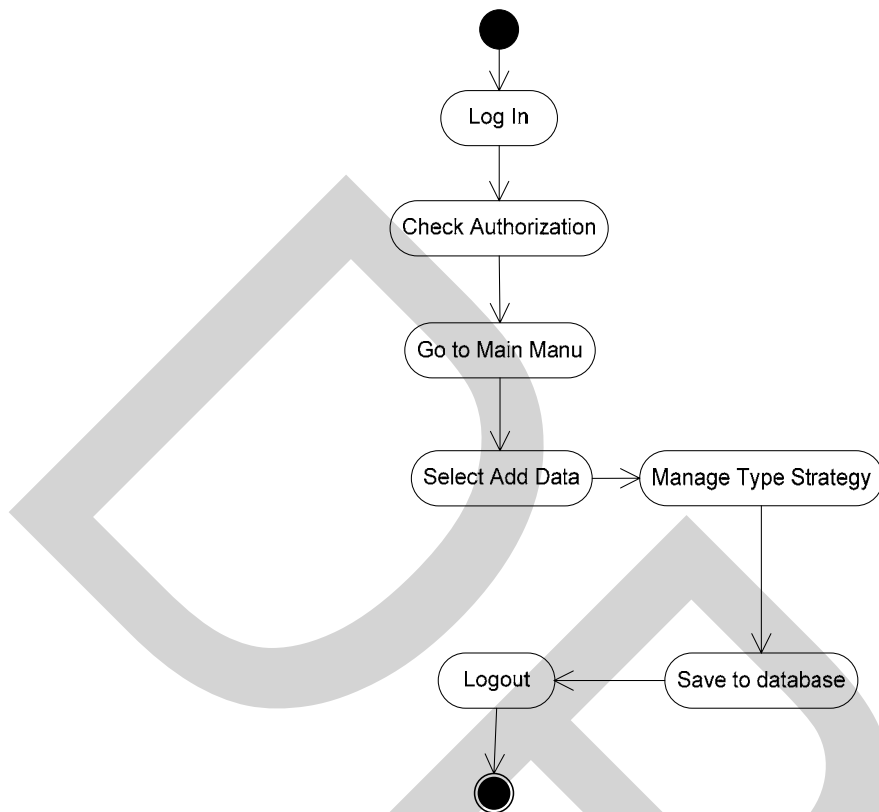 Log In
Check Authorization
Go to Main Manu
Select Add Data
Manage Type Strategy
Save to database
Logout